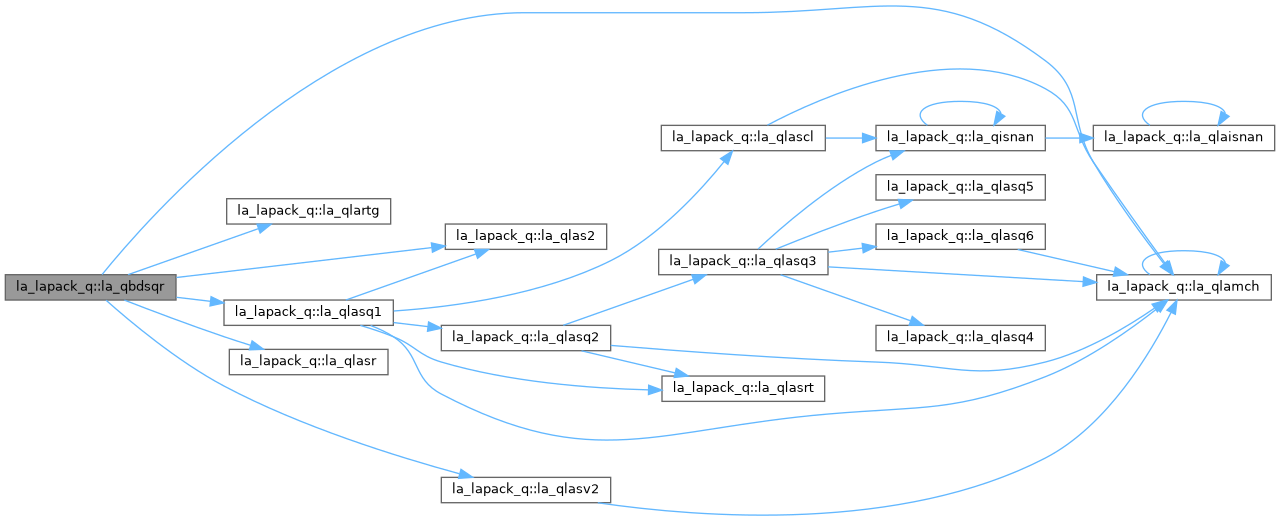 la_lapack_q::la_qbdsqr
la_lapack_q::la_qlartg
la_lapack_q::la_qlas2
la_lapack_q::la_qlasq1
la_lapack_q::la_qlasr
la_lapack_q::la_qlasv2
la_lapack_q::la_qlasq2
la_lapack_q::la_qlascl
la_lapack_q::la_qlasq3
la_lapack_q::la_qlasrt
la_lapack_q::la_qisnan
la_lapack_q::la_qlasq5
la_lapack_q::la_qlasq6
la_lapack_q::la_qlasq4
la_lapack_q::la_qlaisnan
la_lapack_q::la_qlamch